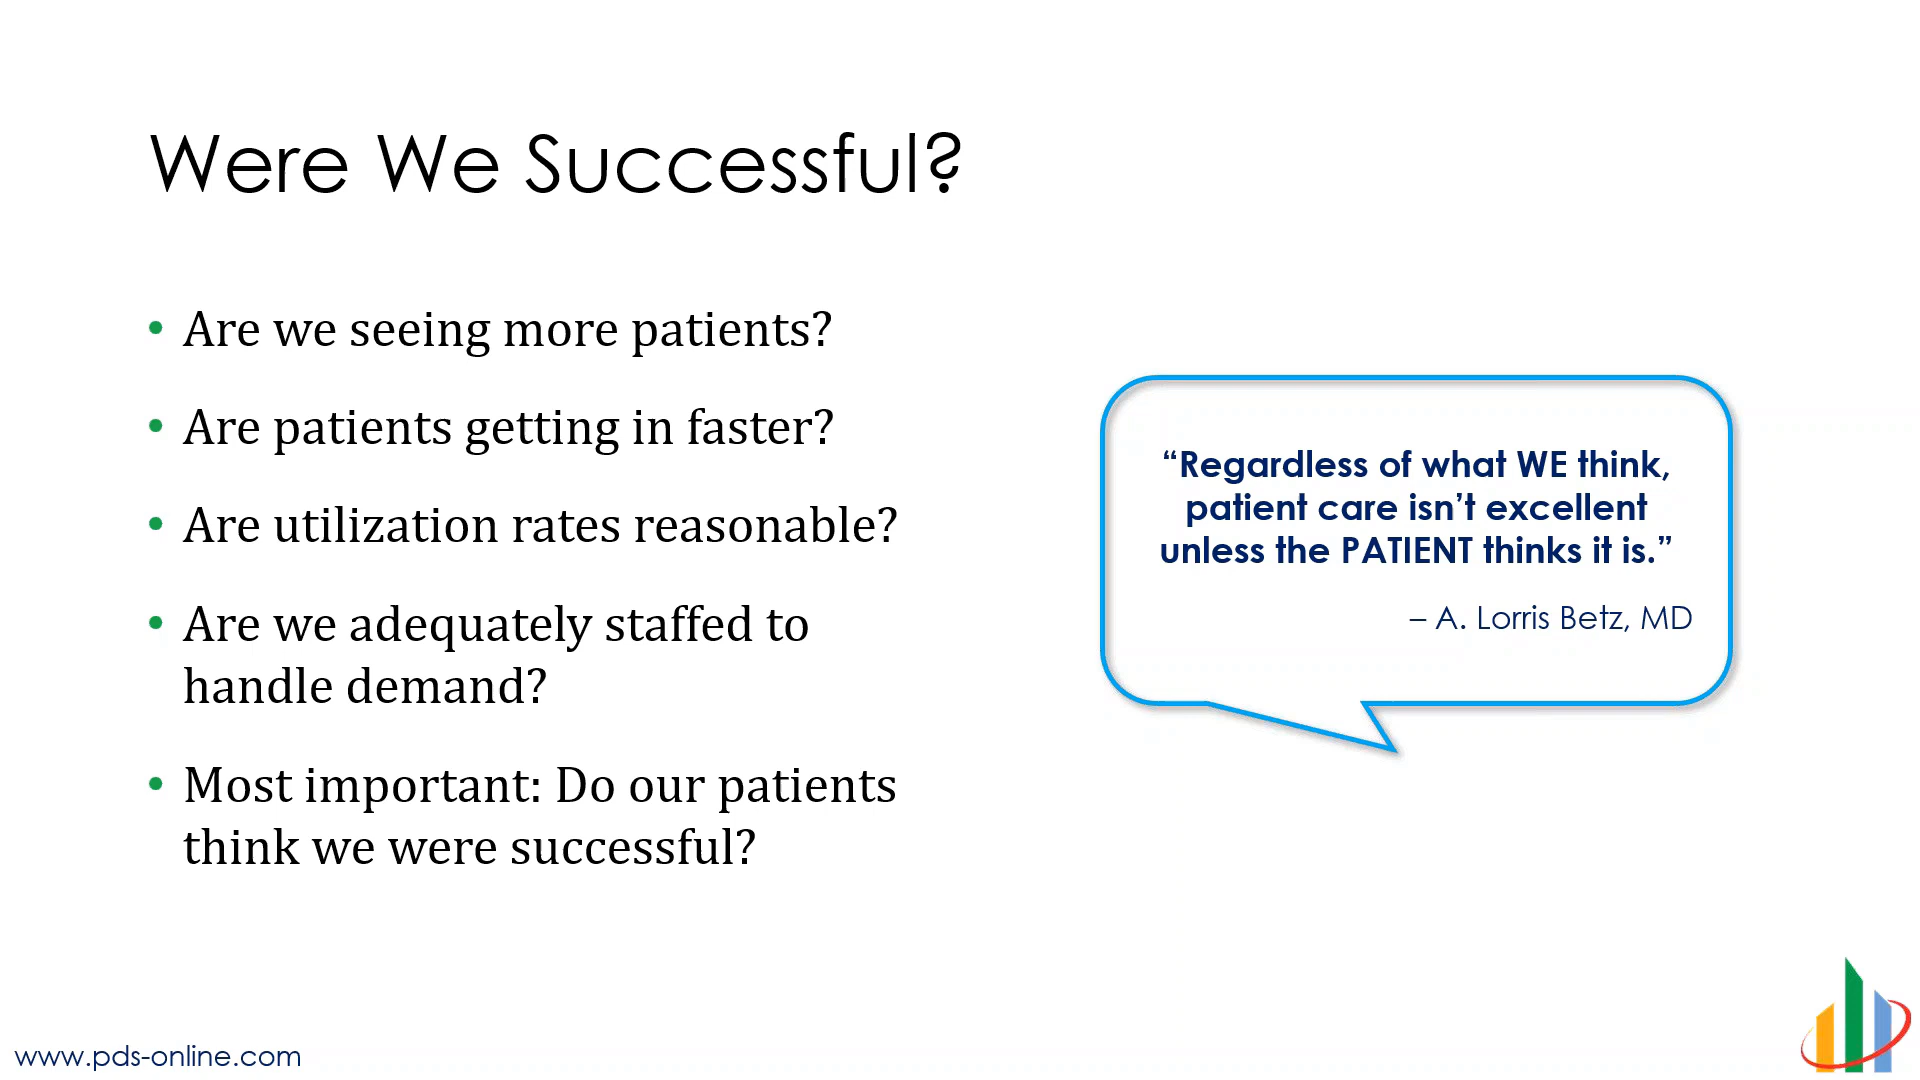 Were We Successful?
• Are we seeing more patients?
• Are patients getting in faster?
• Are utilization rates reasonable?
• Are we adequately staffed to
handle demand?
• Most important: Do our patients
think we were successful?
“Regardless of what WE think,
patient care isn’t excellent
unless the PATIENT thinks it is.”
– A. Lorris Betz, MD
www.pds-online.com